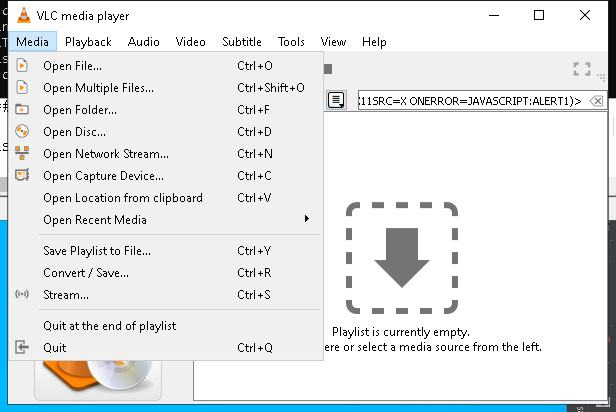 VLC media player
Media Playback Audio Video Subtitle Tools View Help
Open File... Ctrl+O
Open Multiple Files... Ctrl+Shift+O
Open Folder... Ctrl+F
Open Disc... Ctrl+D
Open Network Stream... Ctrl+N
Open Capture Device... Ctrl+C
Open Location from clipboard Ctrl+V
Open Recent Media
Save Playlist to File... Ctrl+Y
Convert / Save... Ctrl+R
Stream... Ctrl+S
Quit at the end of playlist
Quit Ctrl+Q
X11SRC=X ONERROR=JAVASCRIPT:ALERT1)>
Playlist is currently empty.
ere or select a media source from the left.